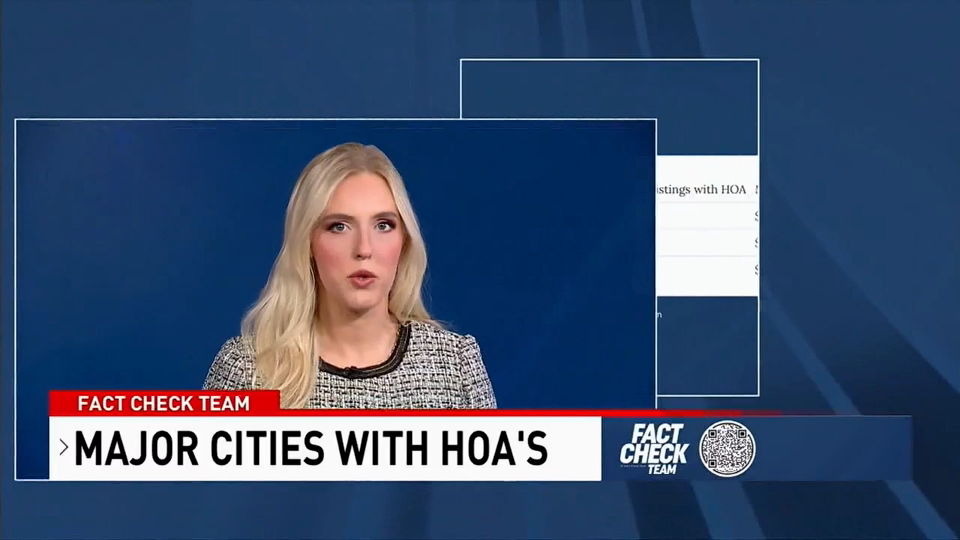 istings with HOA
n
FACT CHECK TEAM
MAJOR CITIES WITH HOA'S
FACT
CHECK
TEAM